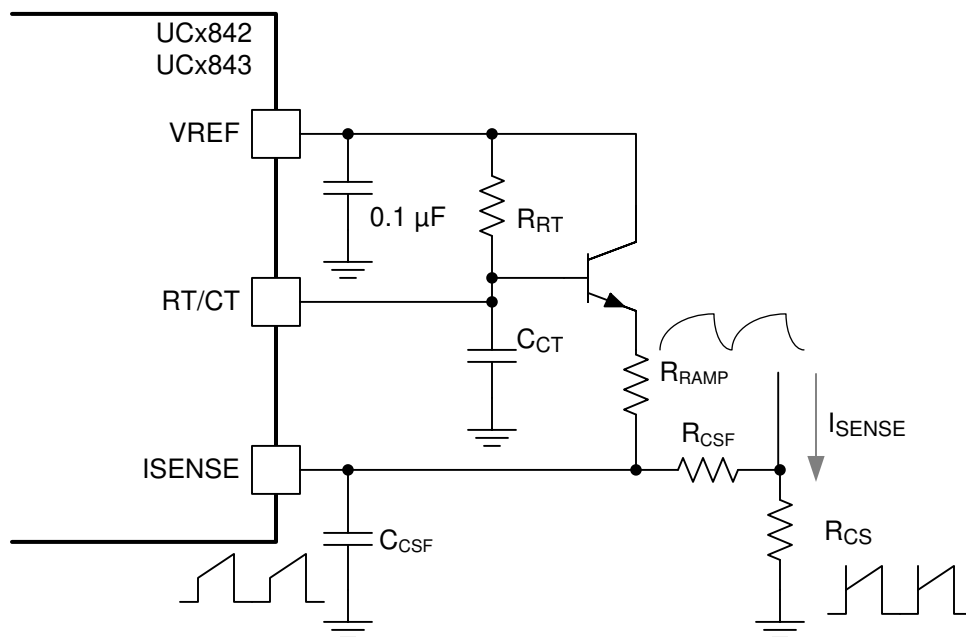 UCx842
UCx843
VREF
0.1 µF
RRT
RT/CT
CCT
RRAMP
ISENSE
RCSF
ISENSE
CCSF
RCS